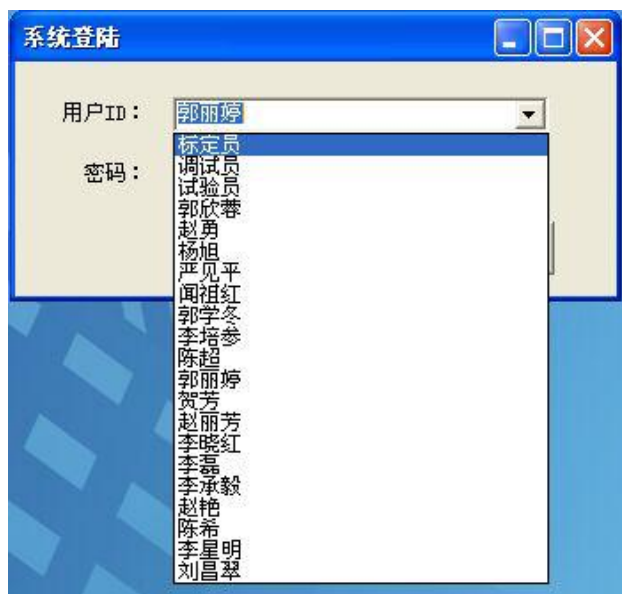 系统登陆
用户ID：
郭丽婷
密码：
标定员
调试员
试验员
郭欣蓉
赵勇
杨旭
严见平
闻祖红
郭学冬
李培参
陈超
郭丽婷
贺芳
赵丽芳
李晓红
李磊
李承毅
赵艳
陈希
李星明
刘昌翠